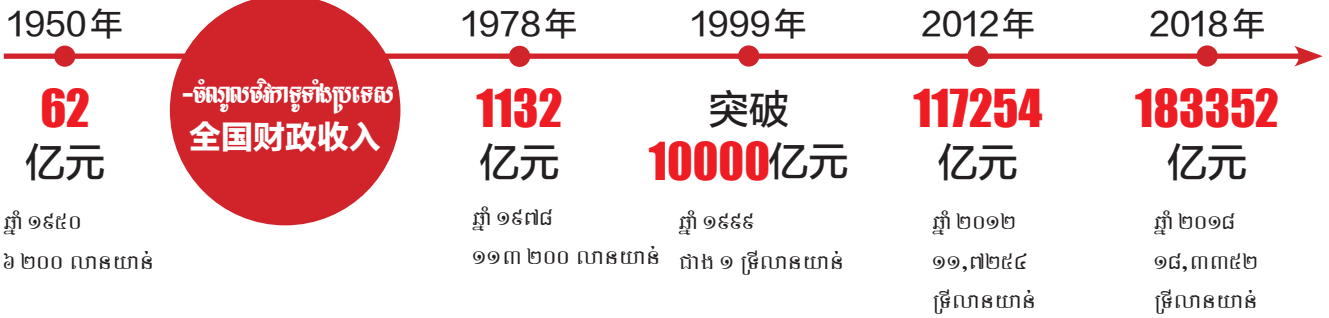 1950年
62
亿元
ឆ្នាំ ១៩៥០
៦ ២០០ លានយាន់
-ចំណូលថវិកាទូទាំងប្រទេស
全国财政收入
1978年
1132
亿元
ឆ្នាំ ១៩៧៨
១១៣ ២០០ លានយាន់
1999年
突破
10000亿元
ឆ្នាំ ១៩៩៩
ជាង ១ ទ្រីលានយាន់
2012年
117254
亿元
ឆ្នាំ ២០១២
១១,៧២៥៤
ទ្រីលានយាន់
2018年
183352
亿元
ឆ្នាំ ២០១៨
១៨,៣៣៥២
ទ្រីលានយាន់